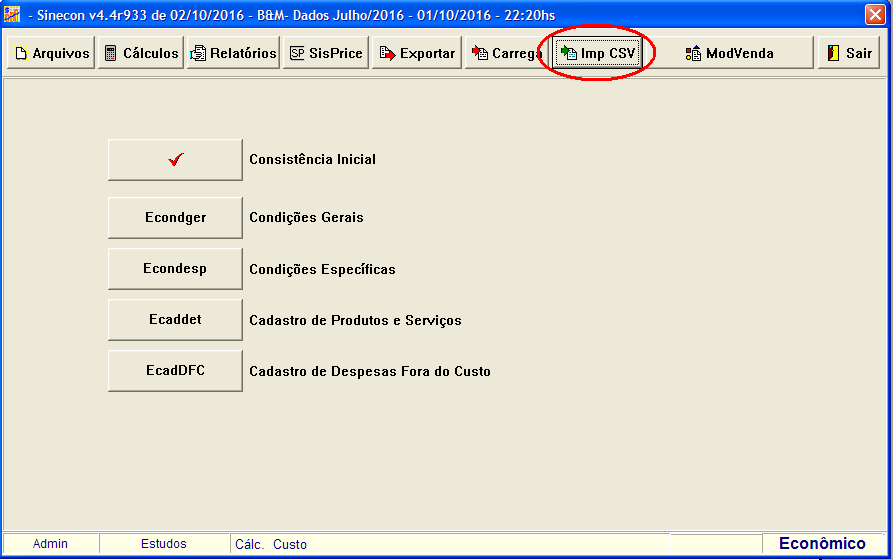 - Sinecon v4.4r933 de 02/10/2016 - B&M- Dados Julho/2016 - 01/10/2016 - 22:20hs
Arquivos Cálculos Relatórios SP SisPrice Exportar Carrega Imp CSV ModVenda Sair
Consistência Inicial
Econdger Condições Gerais
Econdesp Condições Específicas
Ecaddet Cadastro de Produtos e Serviços
EcadDFC Cadastro de Despesas Fora do Custo
Admin Estudos Cálc. Custo Econômico